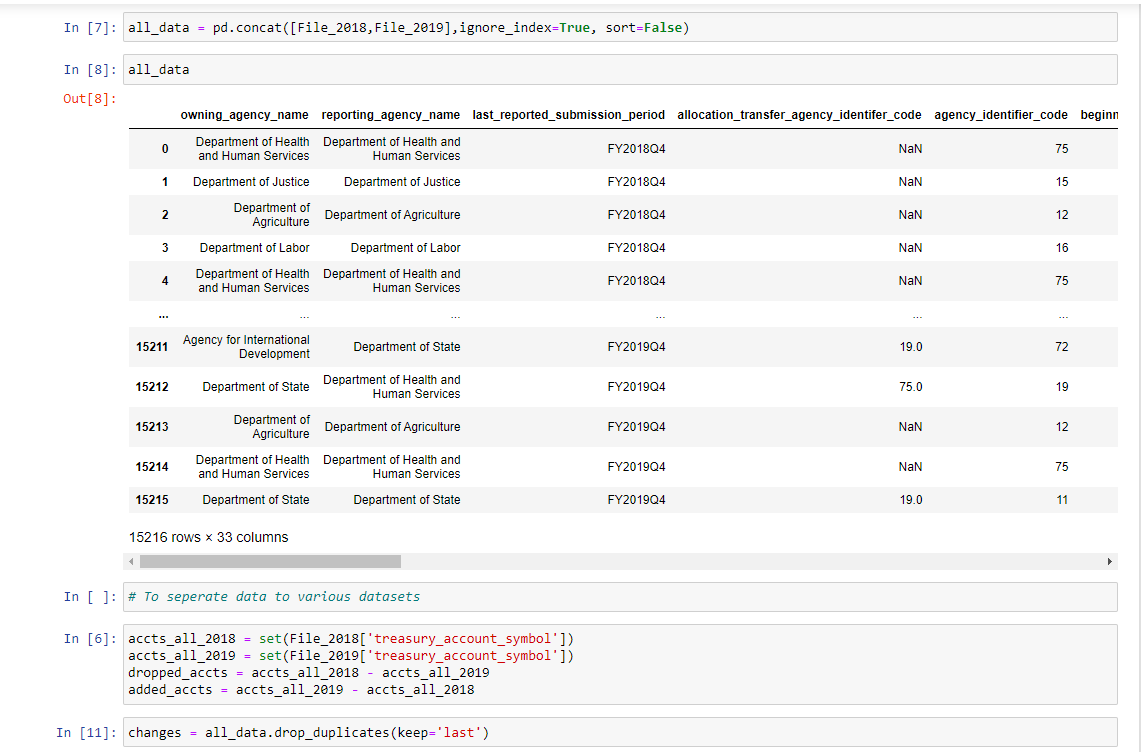 In [7]: all_data = pd.concat([File_2018,File_2019],ignore_index=True, sort=False)
In [8]: all_data
Out[8]:
owning_agency_name reporting_agency_name last_reported_submission_period allocation_transfer_agency_identifer_code agency_identifier_code beginn
0 Department of Health and Human Services Department of Health and Human Services FY2018Q4 NaN 75
1 Department of Justice Department of Justice FY2018Q4 NaN 15
2 Department of Agriculture Department of Agriculture FY2018Q4 NaN 12
3 Department of Labor Department of Labor FY2018Q4 NaN 16
4 Department of Health and Human Services Department of Health and Human Services FY2018Q4 NaN 75
... ... ... ... ... ...
15211 Agency for International Development Department of State FY2019Q4 19.0 72
15212 Department of State Department of Health and Human Services FY2019Q4 75.0 19
15213 Department of Agriculture Department of Agriculture FY2019Q4 NaN 12
15214 Department of Health and Human Services Department of Health and Human Services FY2019Q4 NaN 75
15215 Department of State Department of State FY2019Q4 19.0 11
15216 rows × 33 columns
In [ ]: # To seperate data to various datasets
In [6]: accts_all_2018 = set(File_2018['treasury_account_symbol'])
accts_all_2019 = set(File_2019['treasury_account_symbol'])
dropped_accts = accts_all_2018 - accts_all_2019
added_accts = accts_all_2019 - accts_all_2018
In [11]: changes = all_data.drop_duplicates(keep='last')